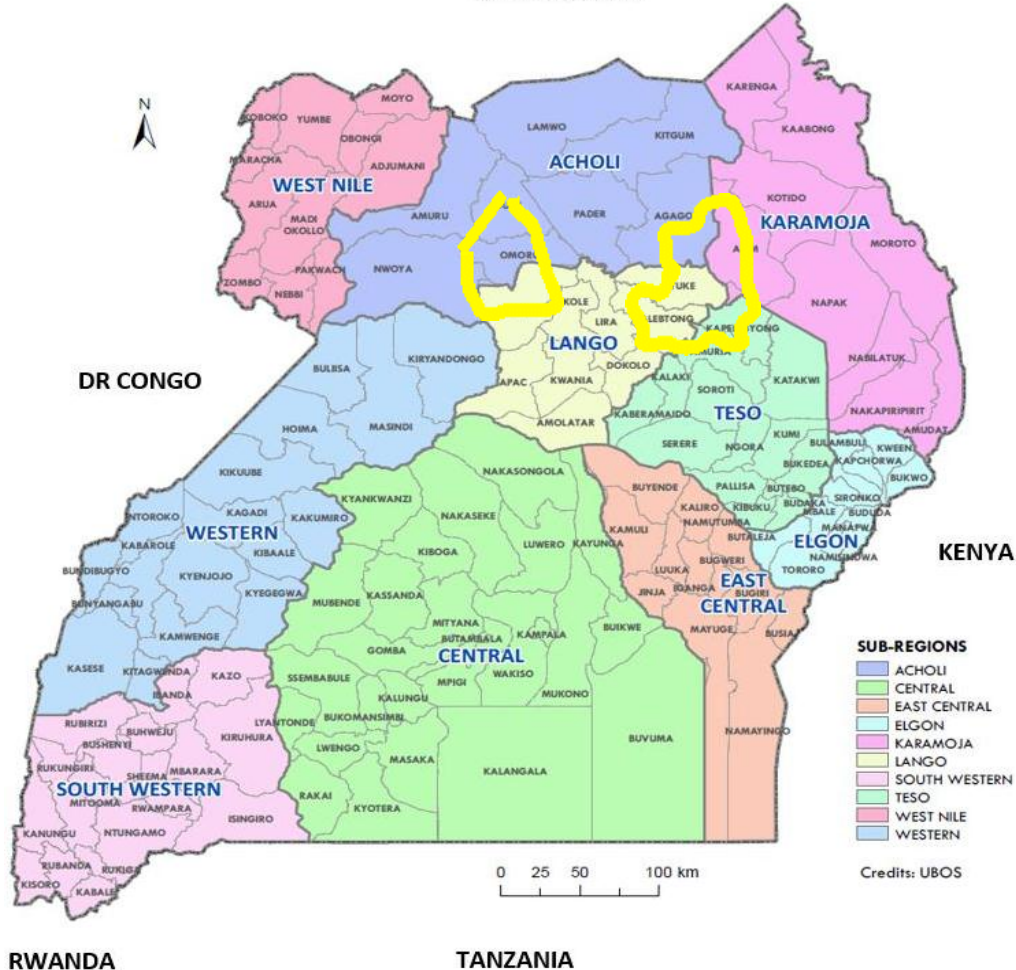 KARENGA
MOYO
KAABONG
YUMBE
LAMWO
OBONGI
KITGUM
N
MARACHA
ACHOLI
ADJUMANI
WEST NILE
KOTIDO
ARUA
AMURU
PADER
AGAGO
KARAMOJA
MADI
OKOLLO
MOROTO
NWOYA
PAKWACH
ZOMBO
NEBBI
NAPAK
KOLE
LEBTONG
LIRA
LANGO
KIRYANDONGO
NABILATUK
BULIISA
DOKOLO
DR CONGO
APAC
KWANIA
KALAKI
KATAKWI
SOROTI
NAKAPIRIPIRIT
KABERAMAIDO
TESO
AMOLATAR
MASINDI
HOIMA
KUMI
AMUDAT
SERERE
NGORA
BULAMBULI
KWEEN
KAPCHORWA
BUKEDEA
KIKUUBE
NAKASONGOLA
BUKWO
PALLISA
BUTEBO
BUYENDE
KYANKWANZI
SIRONKO
NTOROKO
KAGADI
KAKUMIRO
NAKASEKE
KALIRO
KIBUKU
BUDAKA
MBALE
BUDUDA
WESTERN
KAMULI
NAMUTUMBA
MANAFWA
KABAROLE
KIBAALE
LUWERO
KAYUNGA
BUTALEJA
ELGON
KIBOGA
BUGWERI
NAMISINDWA
KENYA
BUNDIBUGYO
KYENJOJO
LUUKA
TORORO
EAST
CENTRAL
KYEGEGWA
KASSANDA
JINJA
IGANGA
BUGIRI
BUNYANGABU
MUBENDE
MITYANA
KAMPALA
BUIKWE
MAYUGE
BUSIA
KAMWENGE
BUTAMBALA
GOMBA
CENTRAL
WAKISO
KASESE
KITAGWENDA
KAZO
SSEMBABULE
MPIGI
IBANDA
KALUNGU
MUKONO
RUBIRIZI
BUHWEJU
LYANTONDE
BUKOMANSIMBI
KIRUHURA
BUSHENYI
BUVUMA
NAMAYINGO
LWENGO
MASAKA
RUKUNGIRI
SHEEMA
MBARARA
KALANGALA
SOUTH WESTERN
RAKAI
MITOOMA
RWAMPARA
KYOTERA
ISINGIRO
KANUNGU
NTUNGAMO
RUBANDA
RUKIGA
KISORO
KABALE
SUB-REGIONS
ACHOLI
CENTRAL
EAST CENTRAL
ELGON
KARAMOJA
LANGO
SOUTH WESTERN
TESO
WEST NILE
WESTERN
Credits: UBOS
0 25 50 100 km
RWANDA
TANZANIA